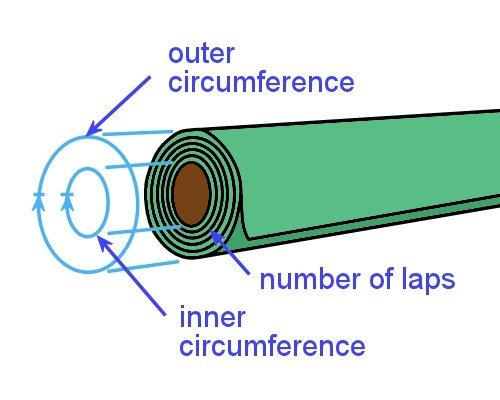 outer
circumference
number of laps
inner
circumference